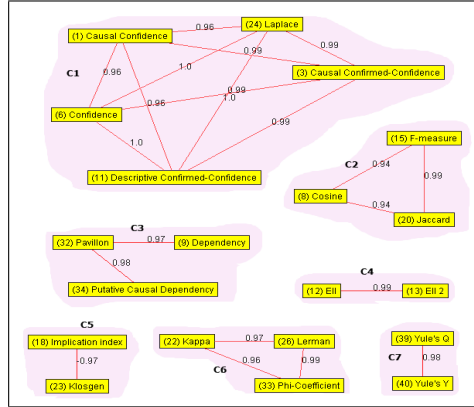 (24) Laplace
(1) Causal Confidence
0.96
0.99
0.99
C1
1.0
(3) Causal Confirmed-Confidence
0.96
0.96
0.99
1.0
(6) Confidence
0.99
1.0
(11) Descriptive Confirmed-Confidence
(15) F-measure
C2
0.94
0.99
(8) Cosine
0.94
(20) Jaccard
C3
(32) Pavillon
0.97
(9) Dependency
0.98
(34) Putative Causal Dependency
C4
(12) EII
0.99
(13) EII 2
C5
(18) Implication index
-0.97
(23) Klosgen
(22) Kappa
0.97
(26) Lerman
0.96
0.99
C6
(33) Phi-Coefficient
(39) Yule's Q
C7
0.98
(40) Yule's Y